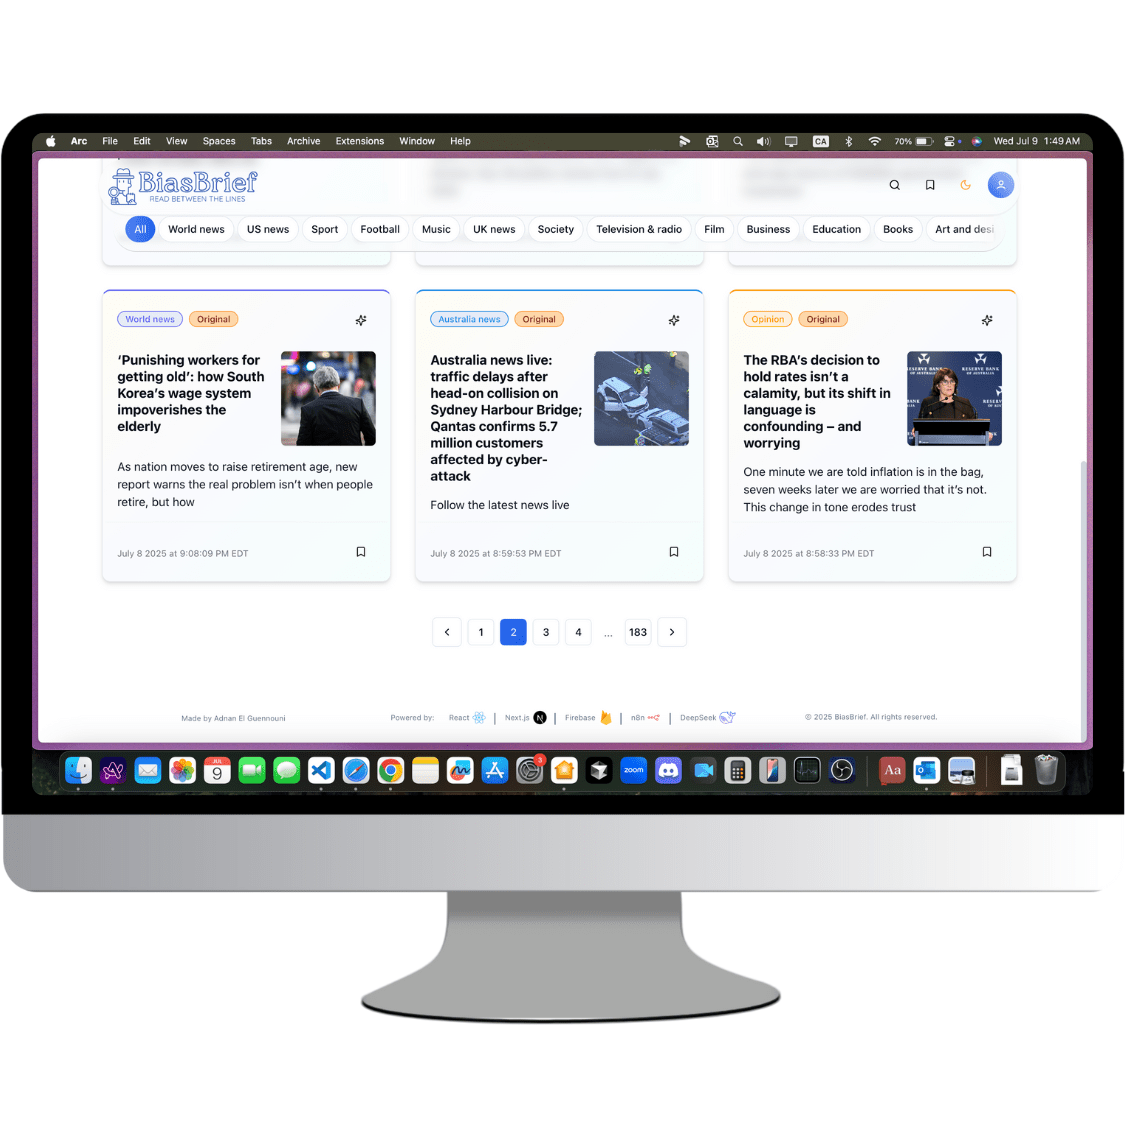 Arc File Edit View Spaces Tabs Archive Extensions Window Help CA 70% Wed Jul 9 1:49 AM
BiasBrief
READ BETWEEN THE LINES
All World news US news Sport Football Music UK news Society Television & radio Film Business Education Books Art and desi
World news Original
‘Punishing workers for
getting old’: how South
Korea’s wage system
impoverishes the
elderly
As nation moves to raise retirement age, new
report warns the real problem isn’t when people
retire, but how
July 8 2025 at 9:08:09 PM EDT
Australia news Original
Australia news live:
traffic delays after
head-on collision on
Sydney Harbour Bridge;
Qantas confirms 5.7
million customers
affected by cyber-
attack
Follow the latest news live
July 8 2025 at 8:59:53 PM EDT
Opinion Original
The RBA’s decision to
hold rates isn’t a
calamity, but its shift in
language is
confounding – and
worrying
RESERVE BANK
OF AUSTRALIA
RESERVE BANK
OF AUSTRALIA
One minute we are told inflation is in the bag,
seven weeks later we are worried that it’s not.
This change in tone erodes trust
July 8 2025 at 8:58:33 PM EDT
1 2 3 4 ... 183
Made by Adnan El Guennouni Powered by: React | Next.js N | Firebase | n8n | DeepSeek © 2025 BiasBrief. All rights reserved.
JUL
9
3
zoom
Aa